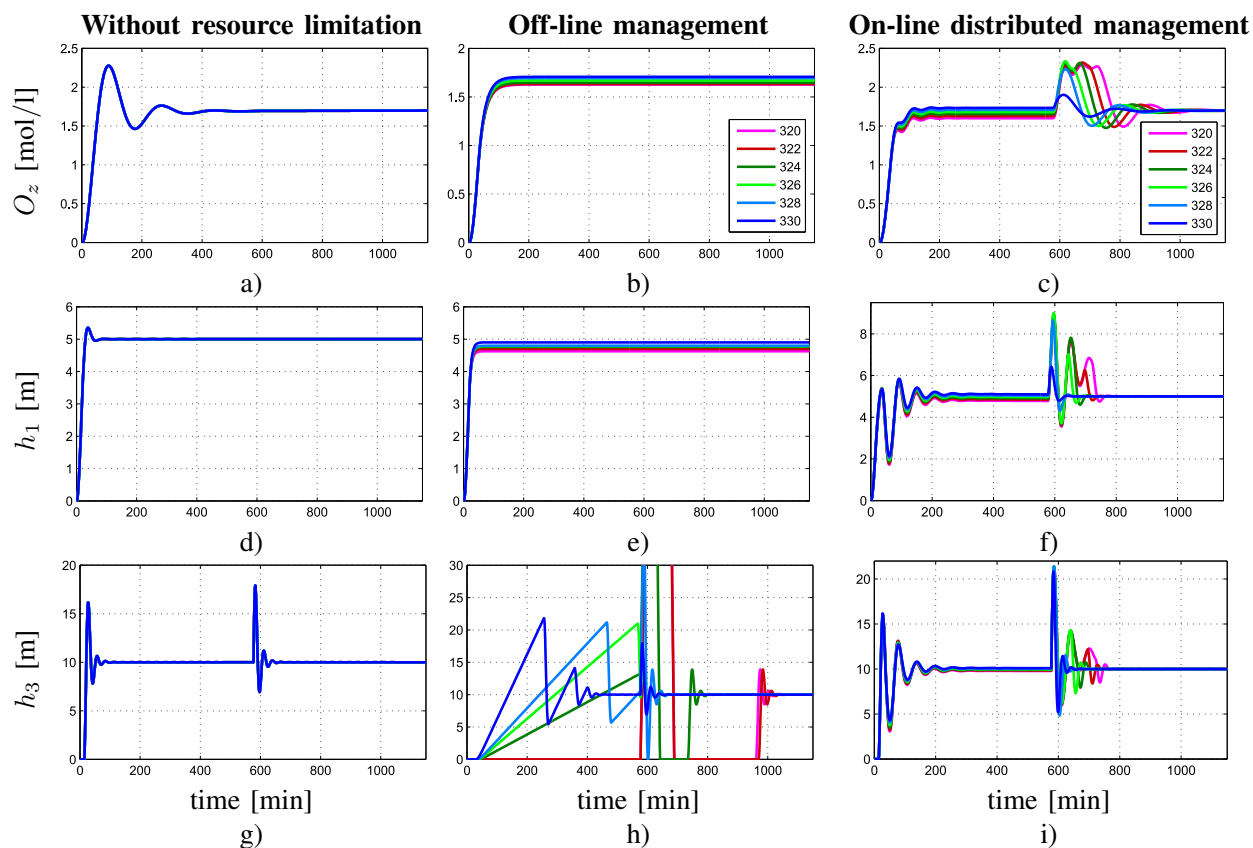 Without resource limitation
Off-line management
On-line distributed management
O_z [mol/l]
2.5
2
1.5
1
0.5
0
0 200 400 600 800 1000
a)
2
1.5
1
0.5
0
320
322
324
326
328
330
0 200 400 600 800 1000
b)
2.5
2
1.5
1
0.5
0
320
322
324
326
328
330
0 200 400 600 800 1000
c)
h_1 [m]
6
5
4
3
2
1
0
0 200 400 600 800 1000
d)
6
5
4
3
2
1
0
0 200 400 600 800 1000
e)
8
6
4
2
0
0 200 400 600 800 1000
f)
h_3 [m]
20
15
10
5
0
0 200 400 600 800 1000
time [min]
g)
30
25
20
15
10
5
0
0 200 400 600 800 1000
time [min]
h)
20
15
10
5
0
0 200 400 600 800 1000
time [min]
i)